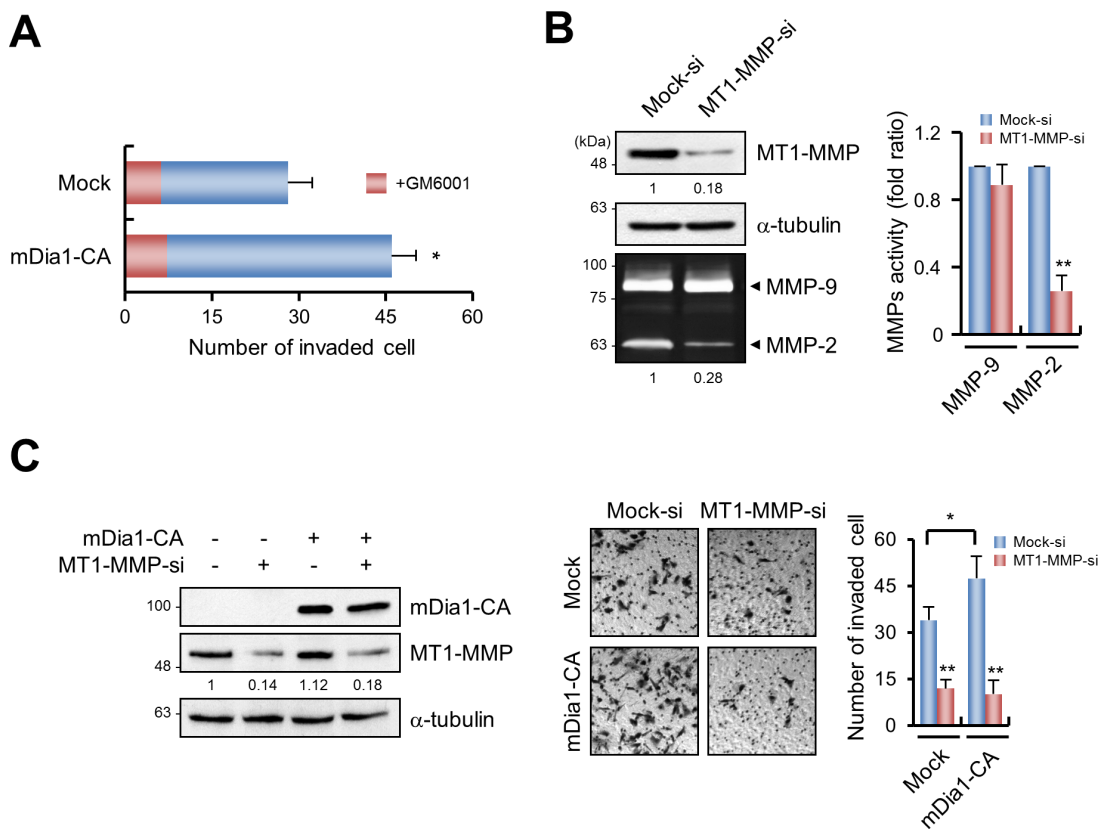 A
Mock
mDia1-CA
+GM6001
*
0 15 30 45 60
Number of invaded cell
B
Mock-si
MT1-MMP-si
(kDa)
48
MT1-MMP
1 0.18
63
α-tubulin
100
75
63
MMP-9
MMP-2
1 0.28
MMPs activity (fold ratio)
1.2
0.8
0.4
0
Mock-si
MT1-MMP-si
**
MMP-9
MMP-2
C
mDia1-CA - - + +
MT1-MMP-si - + - +
100
mDia1-CA
48
MT1-MMP
1 0.14 1.12 0.18
63
α-tubulin
Mock-si MT1-MMP-si
Mock
mDia1-CA
Number of invaded cell
60
45
30
15
0
*
Mock-si
MT1-MMP-si
**
**
Mock
mDia1-CA